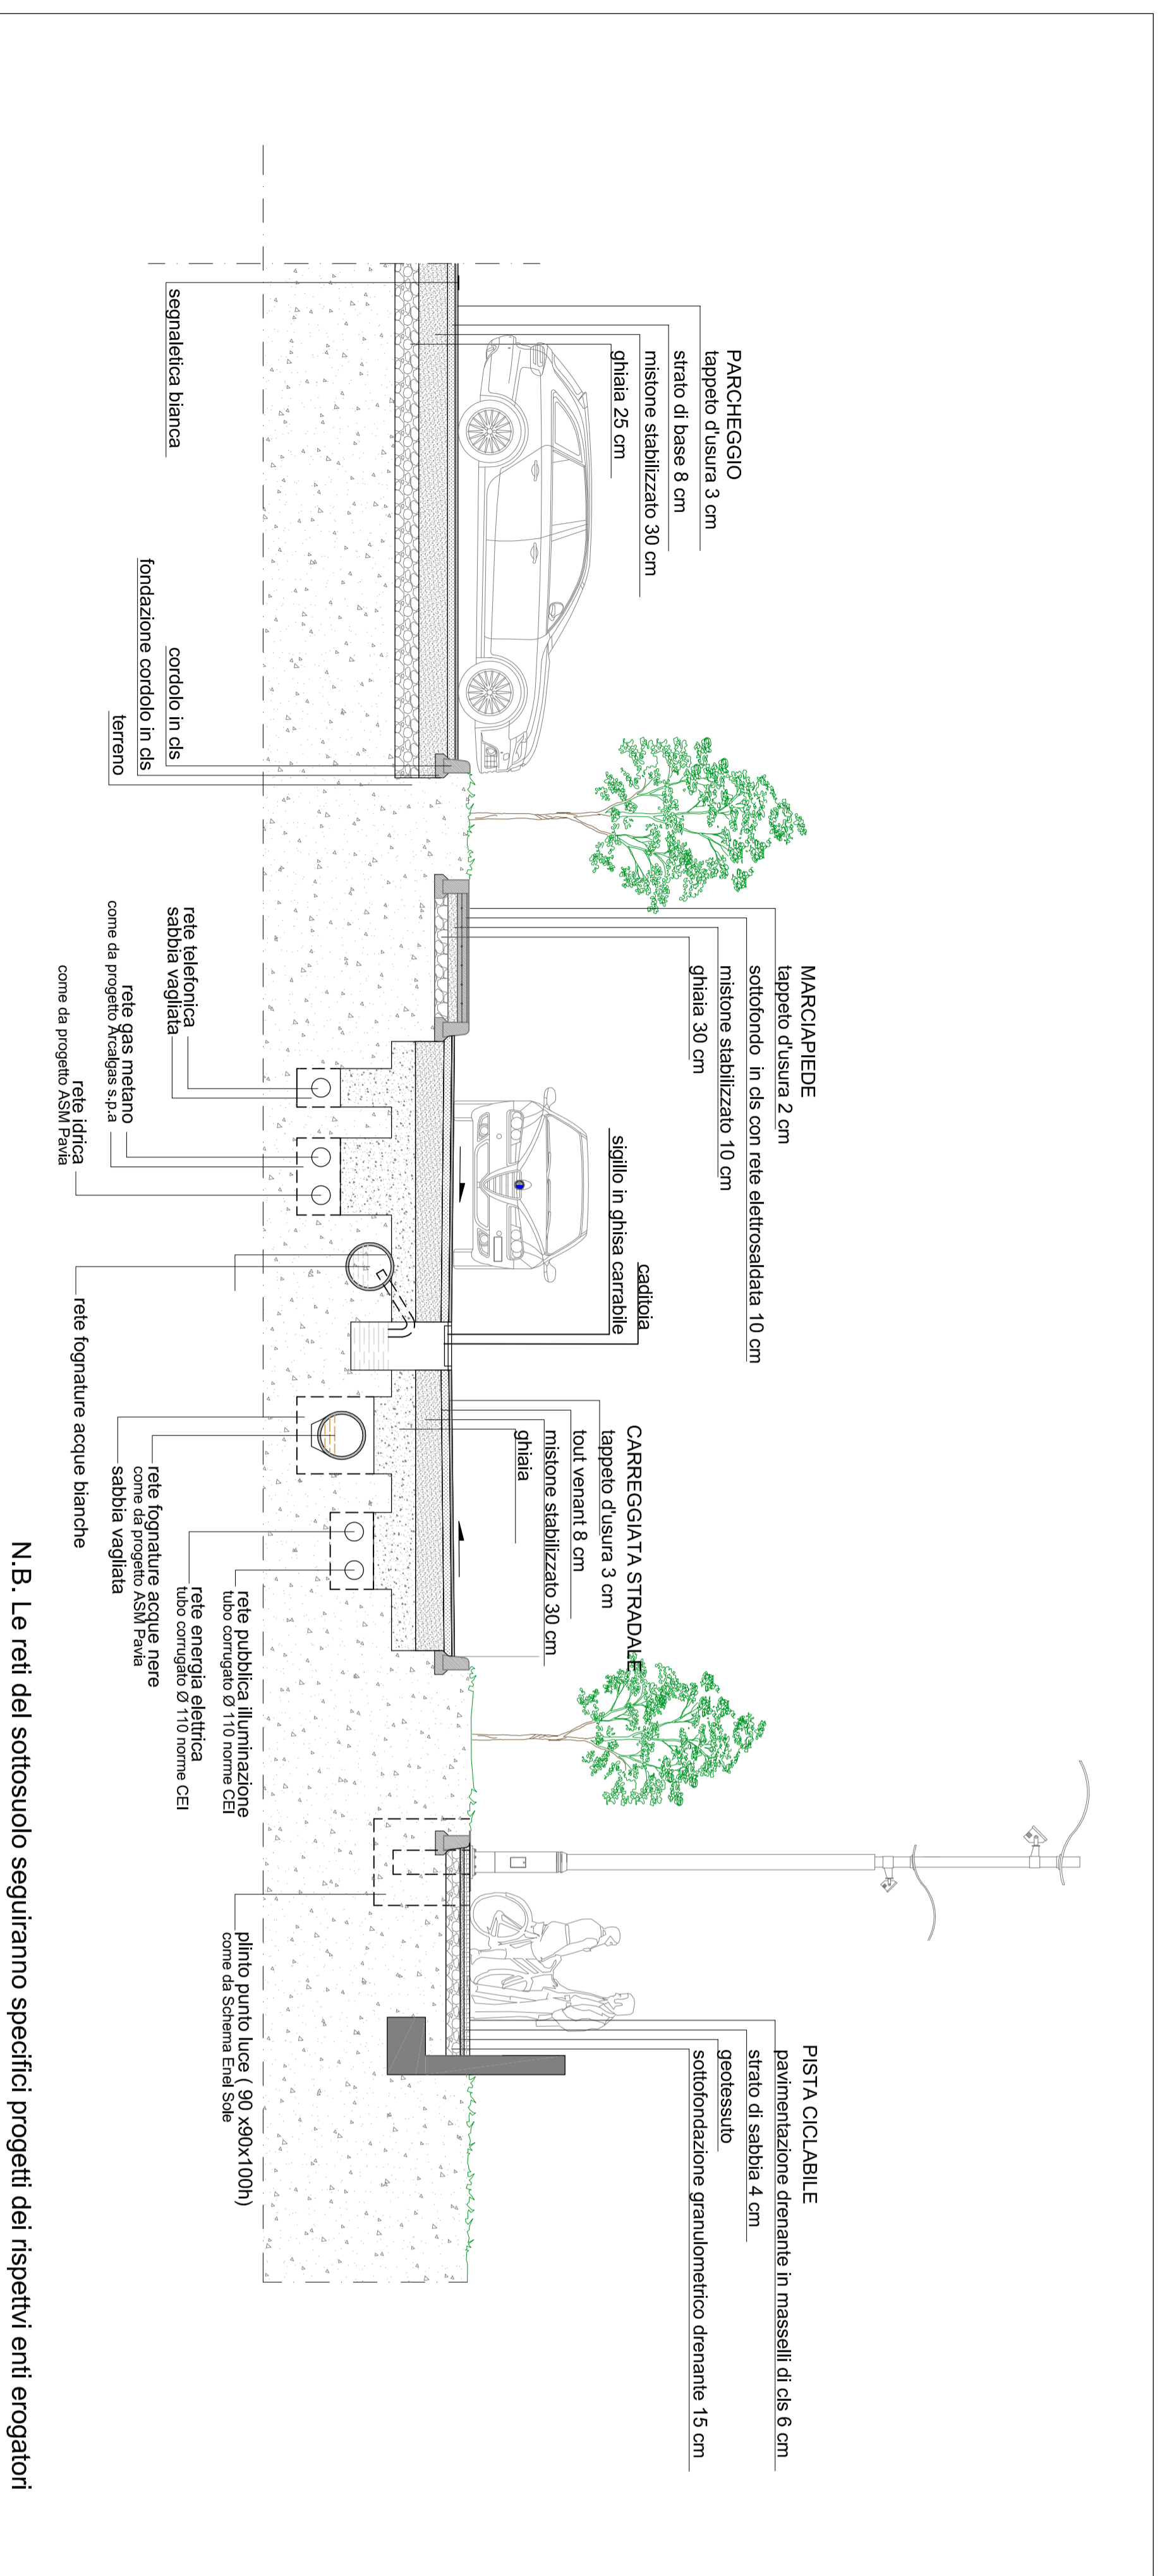 PARCHEGGIO
tappeto d'usura 3 cm
strato di base 8 cm
mistone stabilizzato 30 cm
ghiaia 25 cm
segnaletica bianca
cordolo in cls
fondazione cordolo in cls
terreno
MARCIAPIEDE
tappeto d'usura 2 cm
sottofondo in cls con rete elettrosaldata 10 cm
mistone stabilizzato 10 cm
ghiaia 30 cm
rete telefonica
sabbia vagliata
rete gas metano
come da progetto Arcalgas s.p.a
rete idrica
come da progetto ASM Pavia
caditoia
sigillo in ghisa carrabile
rete fognature acque bianche
CARREGGIATA STRADALE
tappeto d'usura 3 cm
tout venant 8 cm
mistone stabilizzato 30 cm
ghiaia
rete pubblica illuminazione
tubo corrugato Ø 110 norme CEI
rete energia elettrica
tubo corrugato Ø 110 norme CEI
rete fognature acque nere
come da progetto ASM Pavia
sabbia vagliata
PISTA CICLABILE
pavimentazione drenante in masselli di cls 6 cm
strato di sabbia 4 cm
geotessuto
sottofondazione granulometrico drenante 15 cm
plinto punto luce ( 90 x90x100h)
come da Schema Enel Sole
N.B. Le reti del sottosuolo seguiranno specifici progetti dei rispettvi enti erogatori